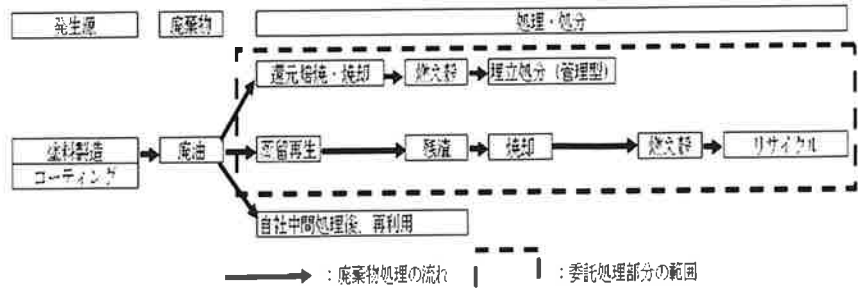 発生源 廃棄物 処理・処分
還元焙焼・焼却 燃え殻 埋立処分（管理型）
塗料製造 廃油 蒸留再生 残渣 焼却 燃え殻 リサイクル
コーティング
自社中間処理後、再利用
：廃棄物処理の流れ ：委託処理部分の範囲